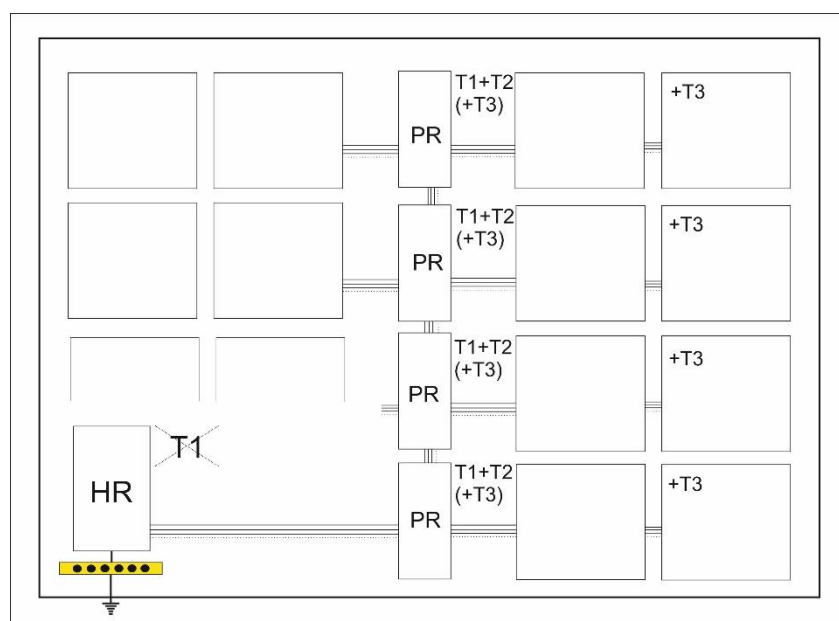 T1+T2
(+T3)
+T3
PR
T1+T2
(+T3)
+T3
PR
T1+T2
(+T3)
+T3
PR
T1
HR
T1+T2
(+T3)
+T3
PR